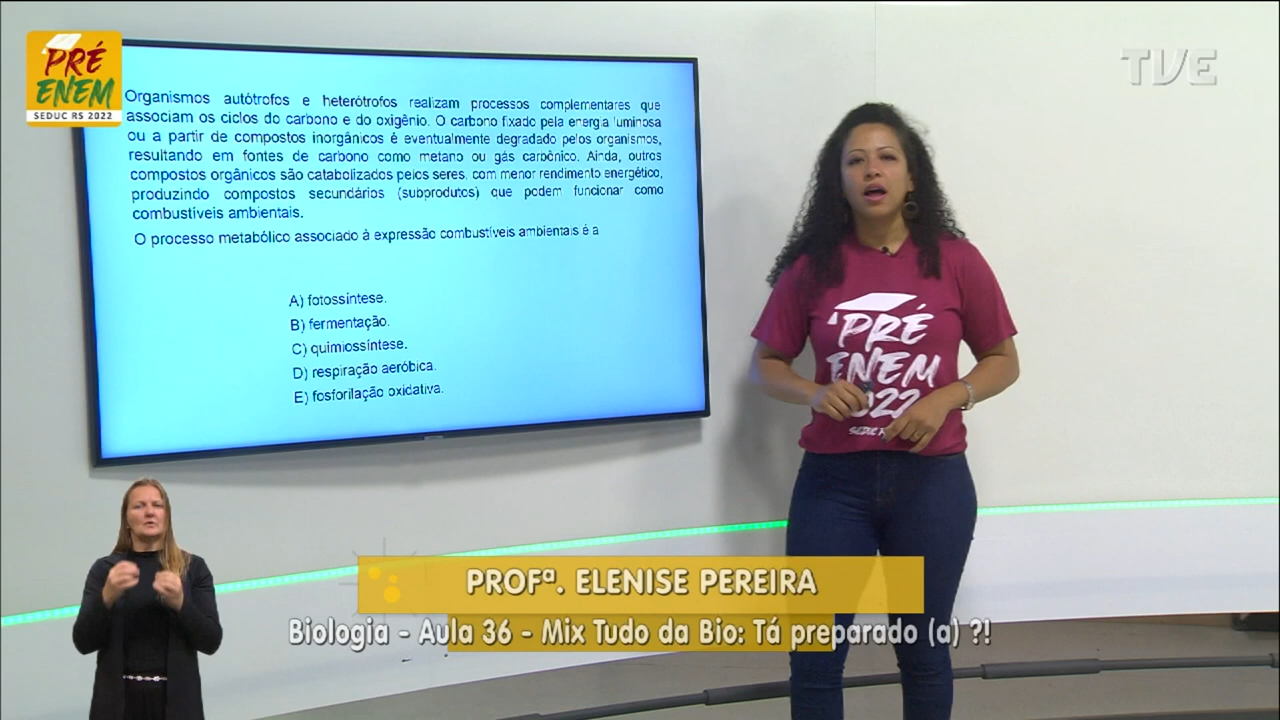 PRÉ
ENEM
SEDUC RS 2022
TVE
Organismos autótrofos e heterótrofos realizam processos complementares que
associam os ciclos do carbono e do oxigênio. O carbono fixado pela energia luminosa
ou a partir de compostos inorgânicos é eventualmente degradado pelos organismos,
resultando em fontes de carbono como metano ou gás carbônico. Ainda, outros
compostos orgânicos são catabolizados pelos seres, com menor rendimento energético,
produzindo compostos secundários (subprodutos) que podem funcionar como
combustíveis ambientais.
O processo metabólico associado à expressão combustíveis ambientais é a
A) fotossíntese.
B) fermentação.
C) quimiossíntese.
D) respiração aeróbica.
E) fosforilação oxidativa.
PRÉ
ENEM
2022
SEDUC
PROFª. ELENISE PEREIRA
Biologia - Aula 36 - Mix Tudo da Bio: Tá preparado (a) ?!